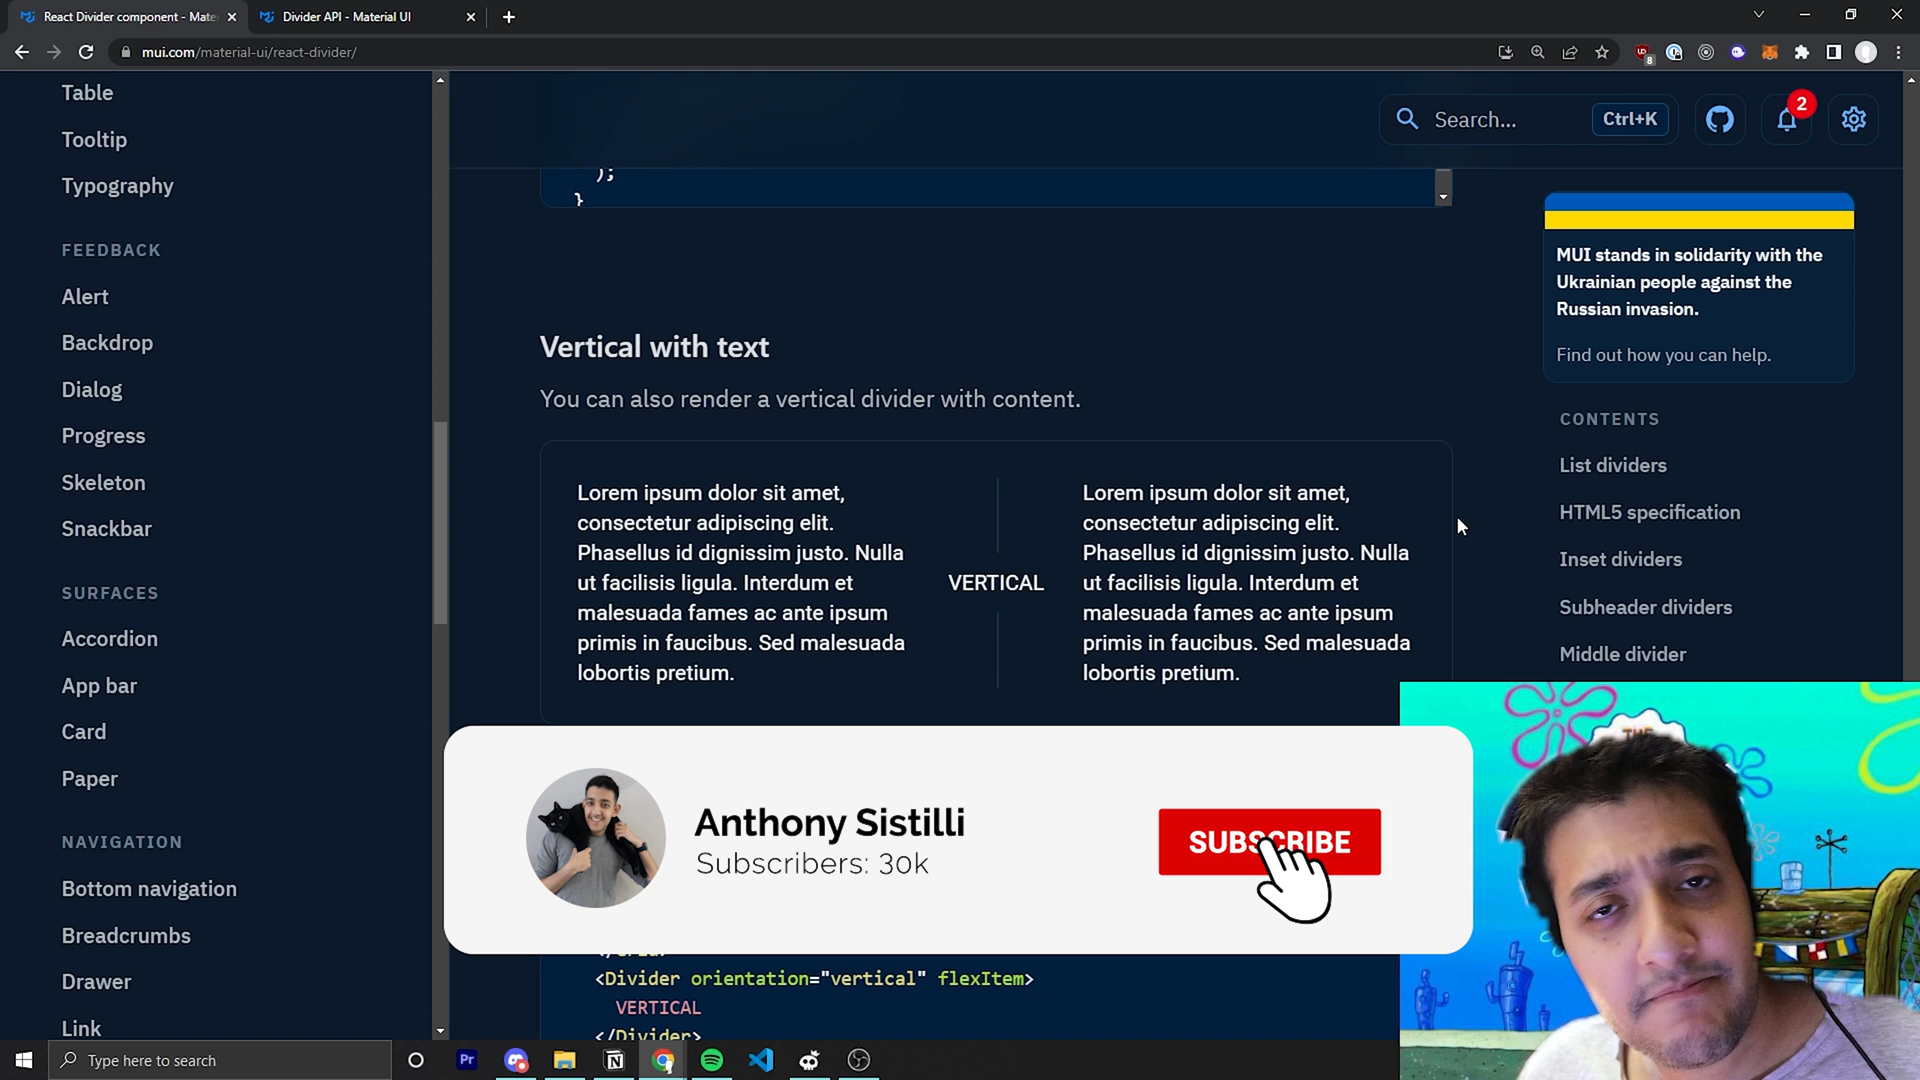 React Divider component - Mate
Divider API - Material UI
mui.com/material-ui/react-divider/
8
Table
Tooltip
Typography
FEEDBACK
Alert
Backdrop
Dialog
Progress
Skeleton
Snackbar
SURFACES
Accordion
App bar
Card
Paper
NAVIGATION
Bottom navigation
Breadcrumbs
Drawer
Link
Search...
Ctrl+K
2
);
}
Vertical with text
You can also render a vertical divider with content.
Lorem ipsum dolor sit amet,
consectetur adipiscing elit.
Phasellus id dignissim justo. Nulla
ut facilisis ligula. Interdum et
malesuada fames ac ante ipsum
primis in faucibus. Sed malesuada
lobortis pretium.
VERTICAL
Lorem ipsum dolor sit amet,
consectetur adipiscing elit.
Phasellus id dignissim justo. Nulla
ut facilisis ligula. Interdum et
malesuada fames ac ante ipsum
primis in faucibus. Sed malesuada
lobortis pretium.
MUI stands in solidarity with the
Ukrainian people against the
Russian invasion.
Find out how you can help.
CONTENTS
List dividers
HTML5 specification
Inset dividers
Subheader dividers
Middle divider
Anthony Sistilli
Subscribers: 30k
SUBSCRIBE
<Divider orientation="vertical" flexItem>
VERTICAL
</Divider>
Type here to search
Pr